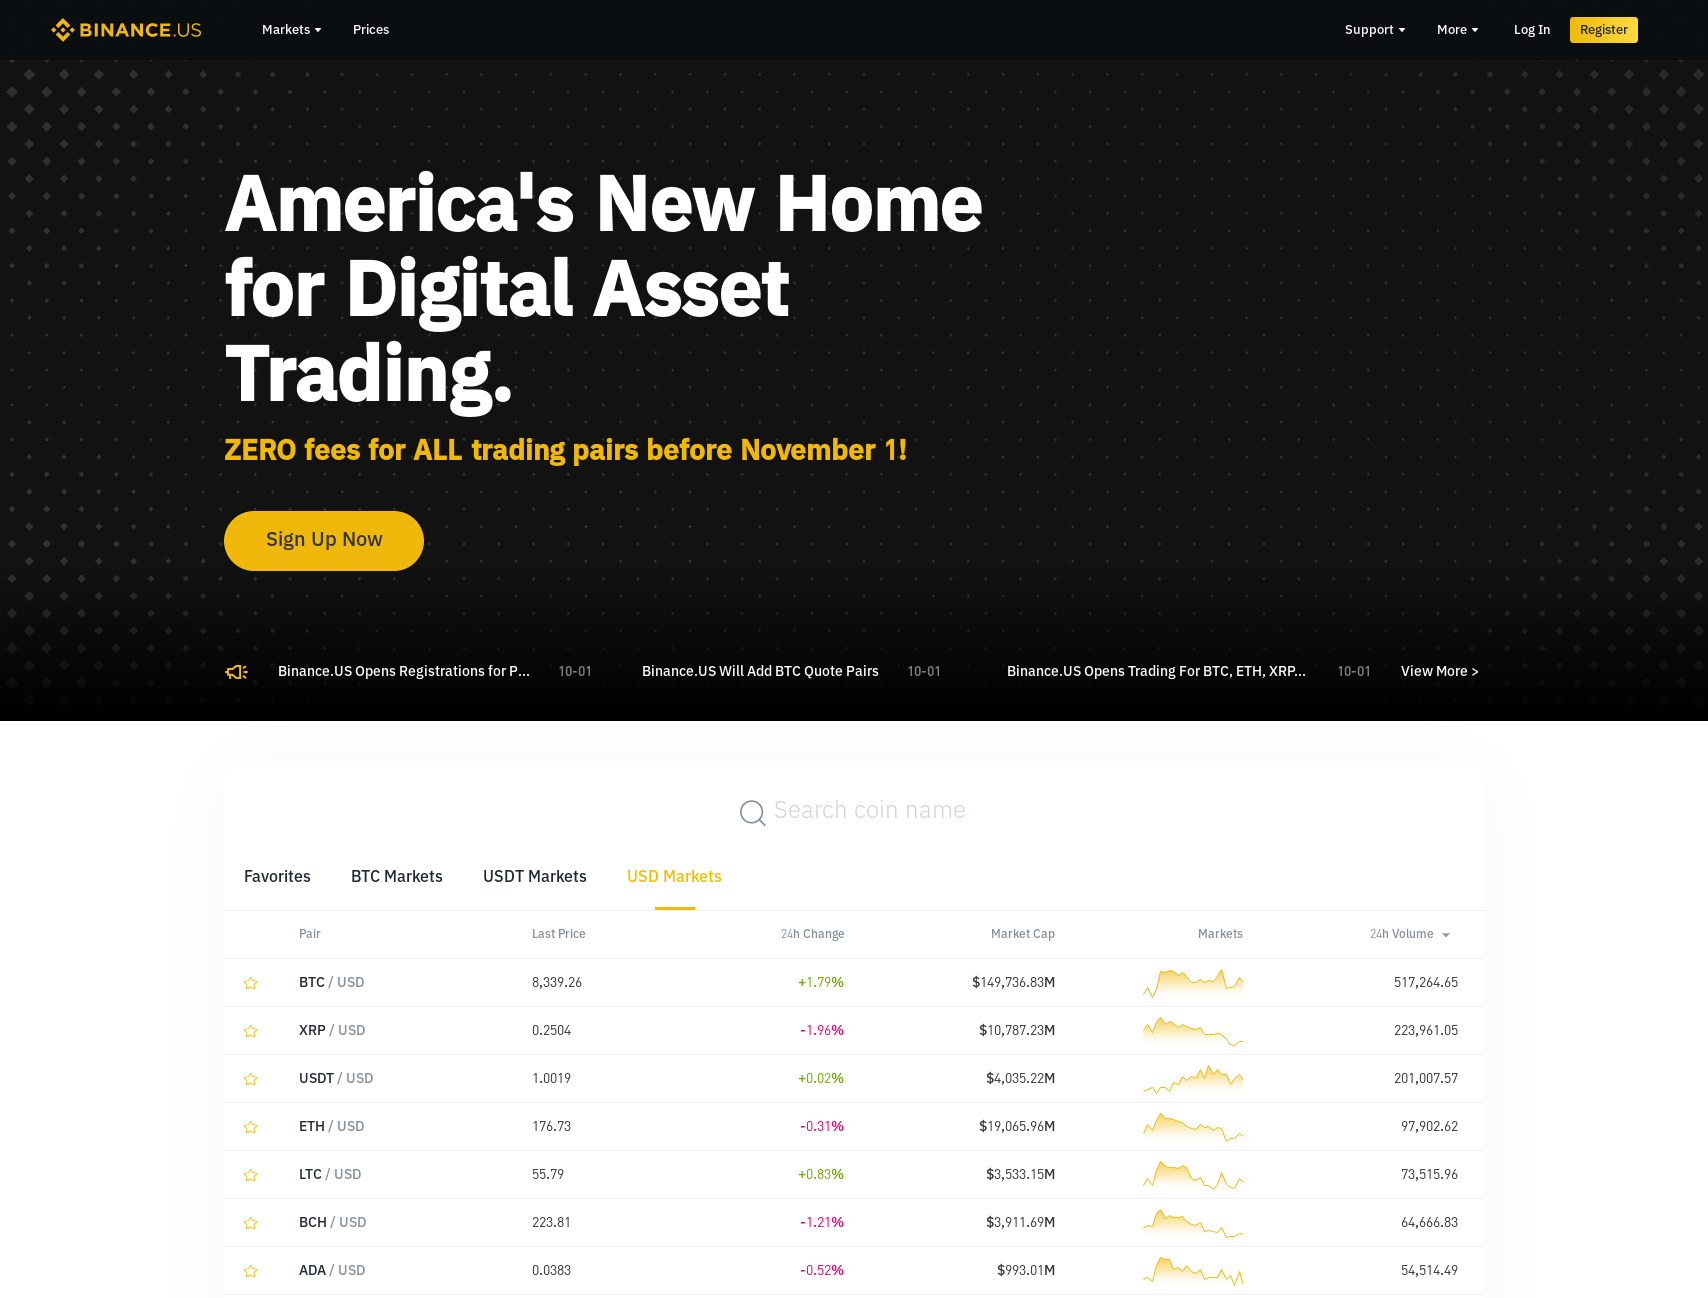 BINANCE.US Markets Prices Support More Log In Register
America's New Home
for Digital Asset
Trading.
ZERO fees for ALL trading pairs before November 1!
Sign Up Now
Binance.US Opens Registrations for P... 10-01 Binance.US Will Add BTC Quote Pairs 10-01 Binance.US Opens Trading For BTC, ETH, XRP... 10-01 View More >
Search coin name
Favorites BTC Markets USDT Markets USD Markets
Pair Last Price 24h Change Market Cap Markets 24h Volume
BTC / USD 8,339.26 +1.79% $149,736.83M 517,264.65
XRP / USD 0.2504 -1.96% $10,787.23M 223,961.05
USDT / USD 1.0019 +0.02% $4,035.22M 201,007.57
ETH / USD 176.73 -0.31% $19,065.96M 97,902.62
LTC / USD 55.79 +0.83% $3,533.15M 73,515.96
BCH / USD 223.81 -1.21% $3,911.69M 64,666.83
ADA / USD 0.0383 -0.52% $993.01M 54,514.49